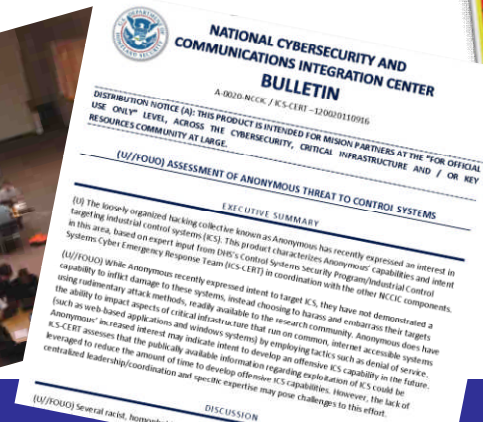 NATIONAL CYBERSECURITY AND
COMMUNICATIONS INTEGRATION CENTER
BULLETIN
A-0020-NCCIC / ICS-CERT –120020110916
DISTRIBUTION NOTICE (A): THIS PRODUCT IS INTENDED FOR MISION PARTNERS AT THE "FOR OFFICIAL
USE ONLY" LEVEL, ACROSS THE CYBERSECURITY, CRITICAL INFRASTRUCTURE AND / OR KEY
RESOURCES COMMUNITY AT LARGE.
(U//FOUO) ASSESSMENT OF ANONYMOUS THREAT TO CONTROL SYSTEMS
EXECUTIVE SUMMARY
(U) The loosely organized hacking collective known as Anonymous has recently expressed an interest in
targeting industrial control systems (ICS). This product characterizes Anonymous' capabilities and intent
in this area, based on expert input from DHS's Control Systems Security Program/Industrial Control
Systems Cyber Emergency Response Team (ICS-CERT) in coordination with the other NCCIC components.
(U//FOUO) While Anonymous recently expressed intent to target ICS, they have not demonstrated a
capability to inflict damage to these systems, instead choosing to harass and embarrass their targets
using rudimentary attack methods, readily available to the research community. Anonymous does have
the ability to impact aspects of critical infrastructure that run on common, internet accessible systems
(such as web-based applications and windows systems) by employing tactics such as denial of service.
Anonymous' increased interest may indicate intent to develop an offensive ICS capability in the future.
ICS-CERT assesses that the publically available information regarding exploitation of ICS could be
leveraged to reduce the amount of time to develop offensive ICS capabilities. However, the lack of
centralized leadership/coordination and specific expertise may pose challenges to this effort.
DISCUSSION
(U//FOUO) Several racist,